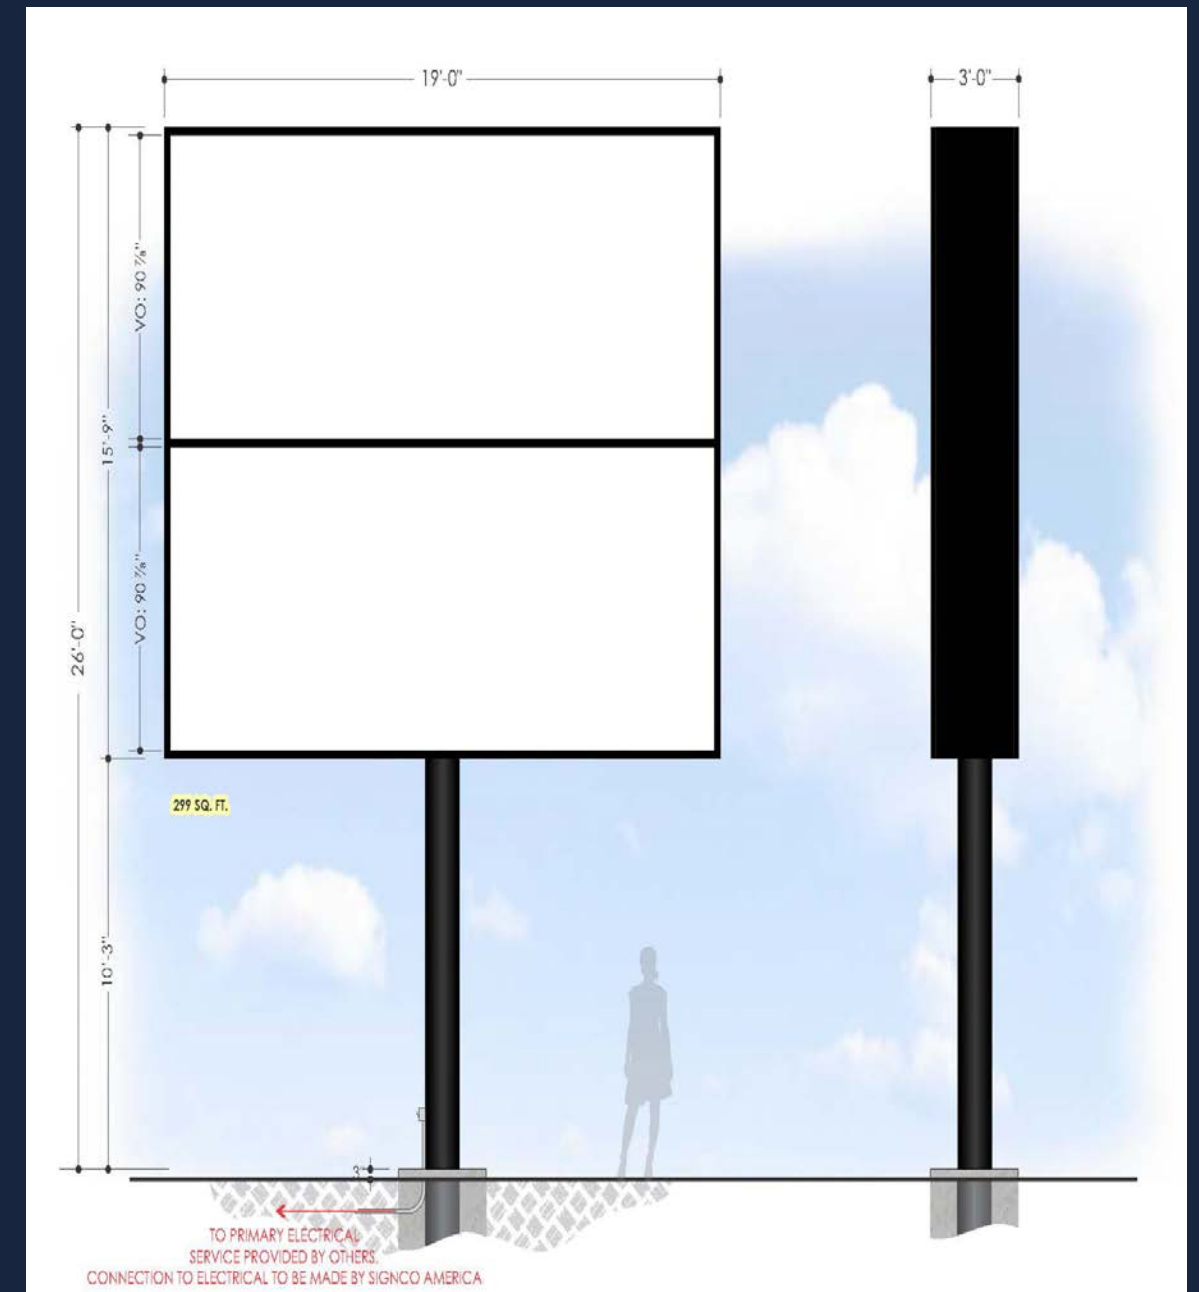 19'-0"
3'-0"
VO: 90 ⅞"
15'-9"
VO: 90 ⅞"
26'-0"
299 SQ. FT.
10'-3"
3"
TO PRIMARY ELECTRICAL
SERVICE PROVIDED BY OTHERS.
CONNECTION TO ELECTRICAL TO BE MADE BY SIGNCO AMERICA